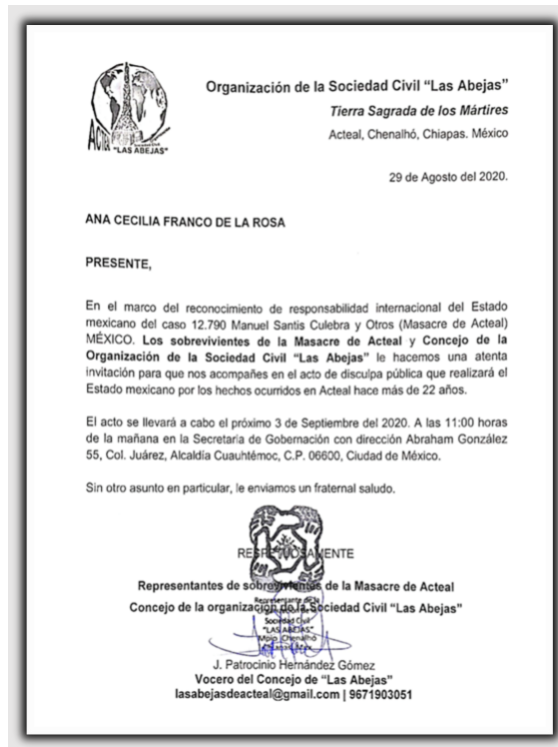 ACTEAL
"LAS ABEJAS"
Organización de la Sociedad Civil "Las Abejas"
Tierra Sagrada de los Mártires
Acteal, Chenalhó, Chiapas. México
29 de Agosto del 2020.
ANA CECILIA FRANCO DE LA ROSA
PRESENTE,
En el marco del reconocimiento de responsabilidad internacional del Estado
mexicano del caso 12.790 Manuel Santis Culebra y Otros (Masacre de Acteal)
MÉXICO. Los sobrevivientes de la Masacre de Acteal y Concejo de la
Organización de la Sociedad Civil "Las Abejas" le hacemos una atenta
invitación para que nos acompañes en el acto de disculpa pública que realizará el
Estado mexicano por los hechos ocurridos en Acteal hace más de 22 años.
El acto se llevará a cabo el próximo 3 de Septiembre del 2020. A las 11:00 horas
de la mañana en la Secretaria de Gobernación con dirección Abraham González
55, Col. Juárez, Alcaldía Cuauhtémoc, C.P. 06600, Ciudad de México.
Sin otro asunto en particular, le enviamos un fraternal saludo.
RESPETUOSAMENTE
Representantes de sobrevivientes de la Masacre de Acteal
Concejo de la organización de la Sociedad Civil "Las Abejas"
Sociedad Civil
"LAS ABEJAS"
J. Patrocinio Hernández Gómez
Vocero del Concejo de "Las Abejas"
lasabejasdeacteal@gmail.com | 9671903051